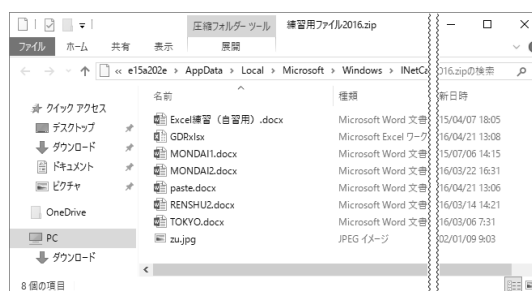 圧縮フォルダー ツール 練習用ファイル2016.zip
ファイル ホーム 共有 表示 展開
« e15a202e › AppData › Local › Microsoft › Windows › INetCa 016.zipの検索
名前 種類 新日時
クイック アクセス
デスクトップ
ダウンロード
ドキュメント
ピクチャ
OneDrive
PC
ダウンロード
Excel練習（自習用）.docx Microsoft Word 文書 15/04/07 18:05
GDP.xlsx Microsoft Excel ワーク 16/04/21 13:08
MONDAI1.docx Microsoft Word 文書 15/07/06 14:15
MONDAI2.docx Microsoft Word 文書 16/03/22 16:31
paste.docx Microsoft Word 文書 16/04/21 13:06
RENSHU2.docx Microsoft Word 文書 16/03/14 14:21
TOKYO.docx Microsoft Word 文書 16/03/06 7:31
zu.jpg JPEG イメージ 02/01/09 9:03
8 個の項目